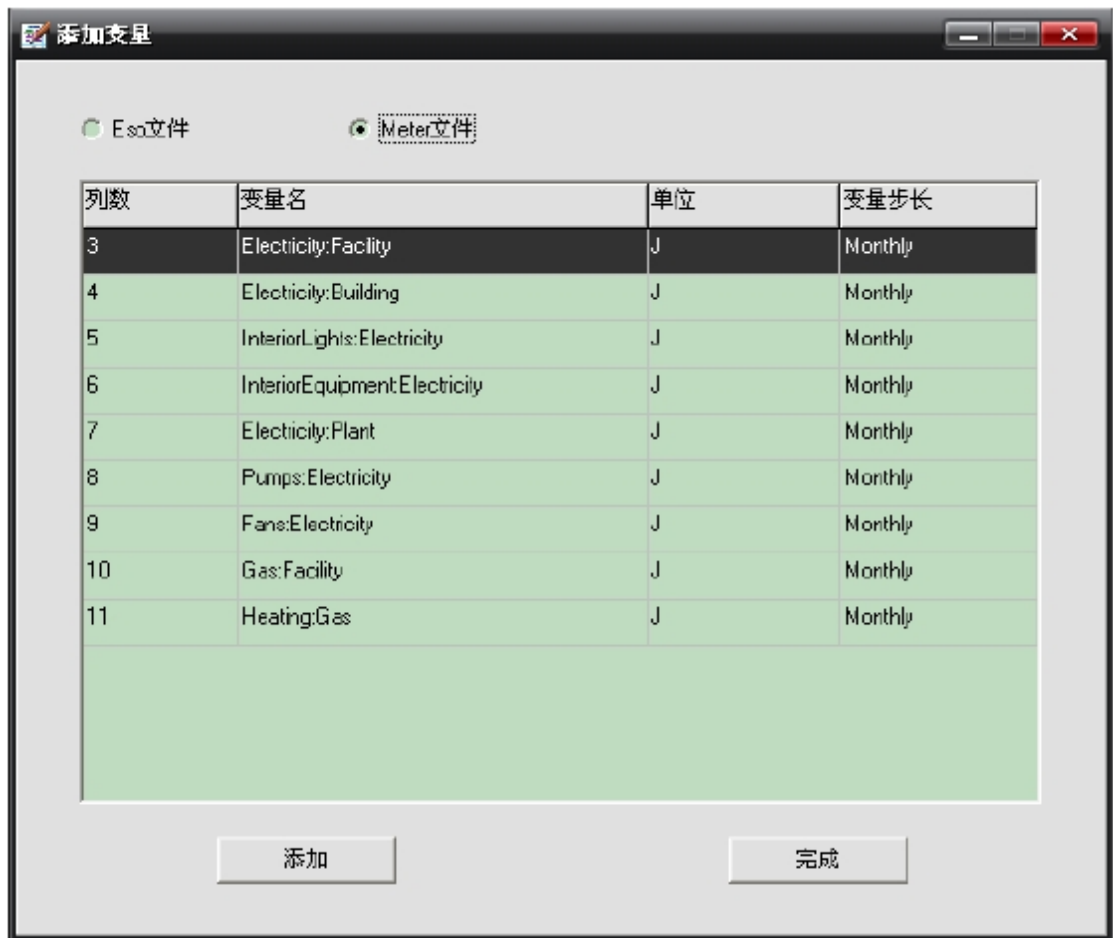 添加变量
Eso文件 Meter文件
列数 变量名 单位 变量步长
3 Electricity:Facility J Monthly
4 Electricity:Building J Monthly
5 InteriorLights:Electricity J Monthly
6 InteriorEquipment:Electricity J Monthly
7 Electricity:Plant J Monthly
8 Pumps:Electricity J Monthly
9 Fans:Electricity J Monthly
10 Gas:Facility J Monthly
11 Heating:Gas J Monthly
添加 完成